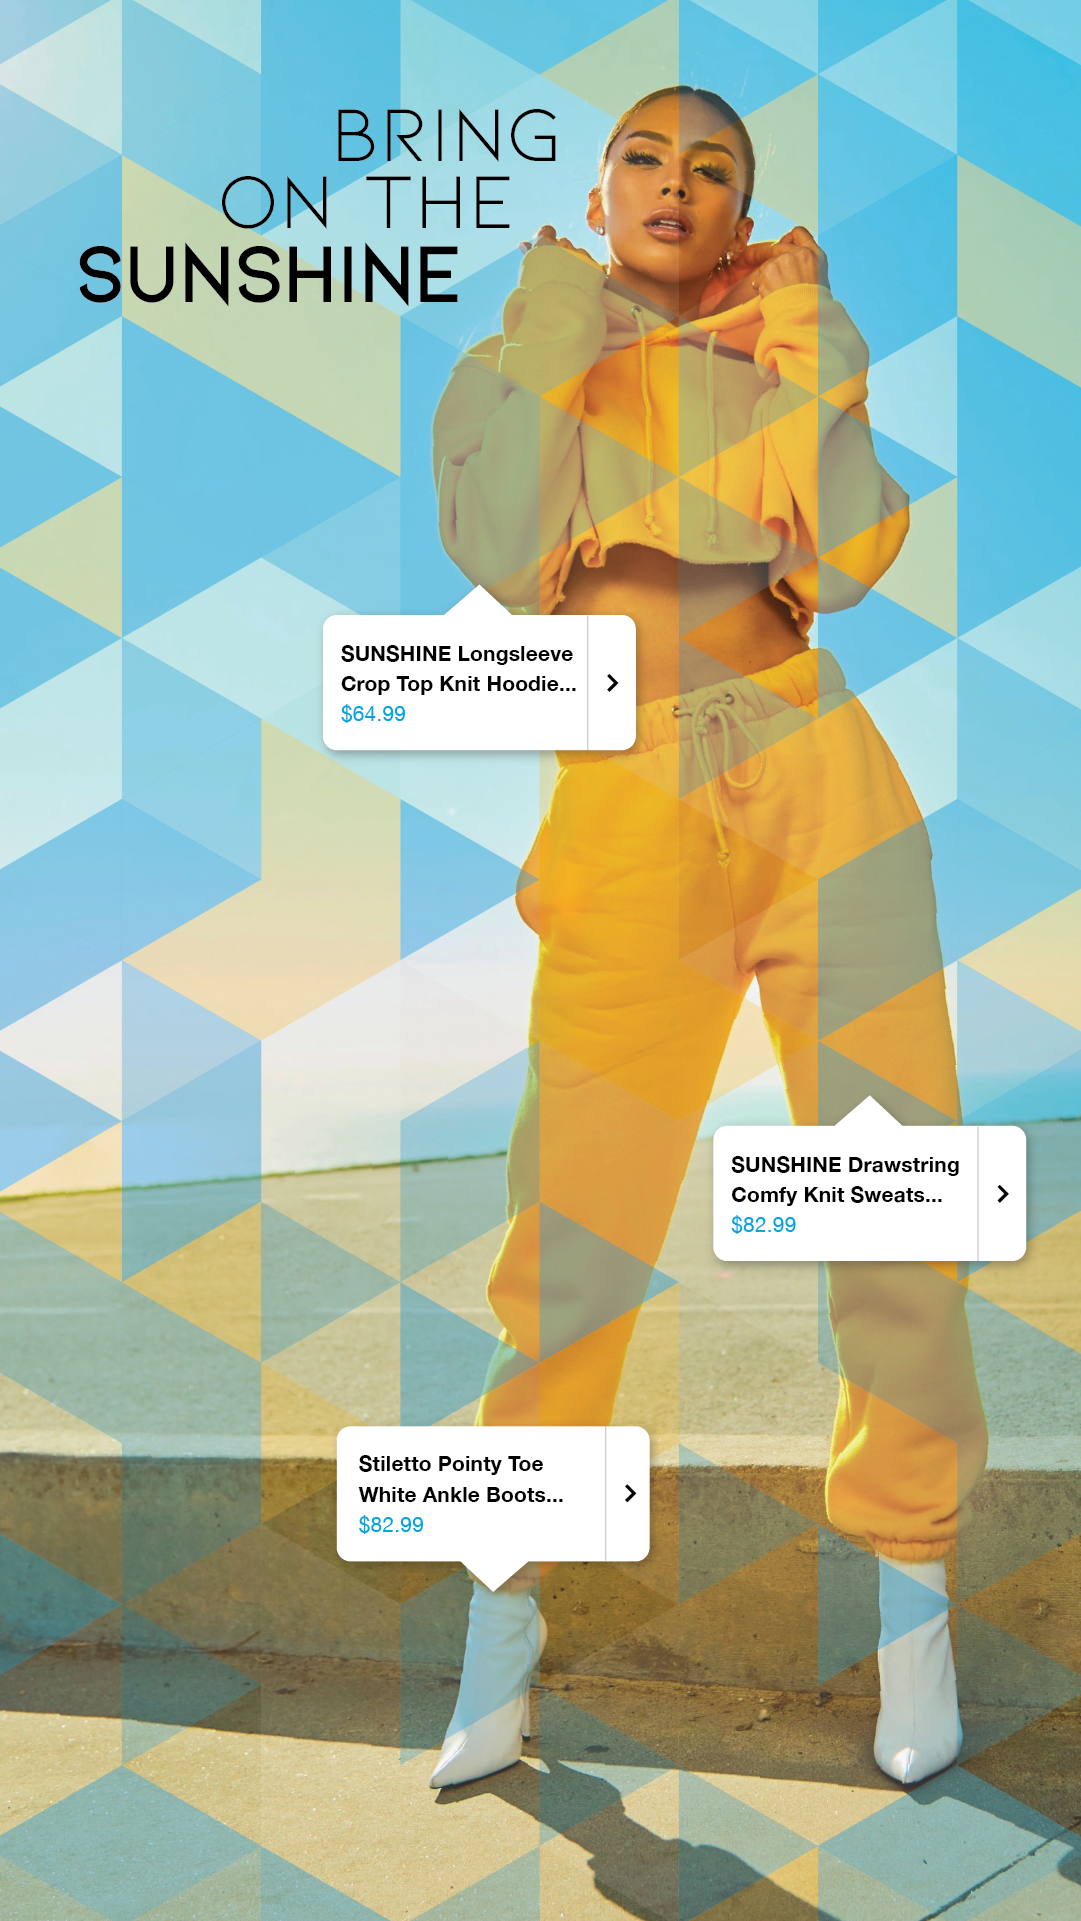 BRING
ON THE
SUNSHINE
SUNSHINE Longsleeve
Crop Top Knit Hoodie...
$64.99
SUNSHINE Drawstring
Comfy Knit Sweats...
$82.99
Stiletto Pointy Toe
White Ankle Boots...
$82.99